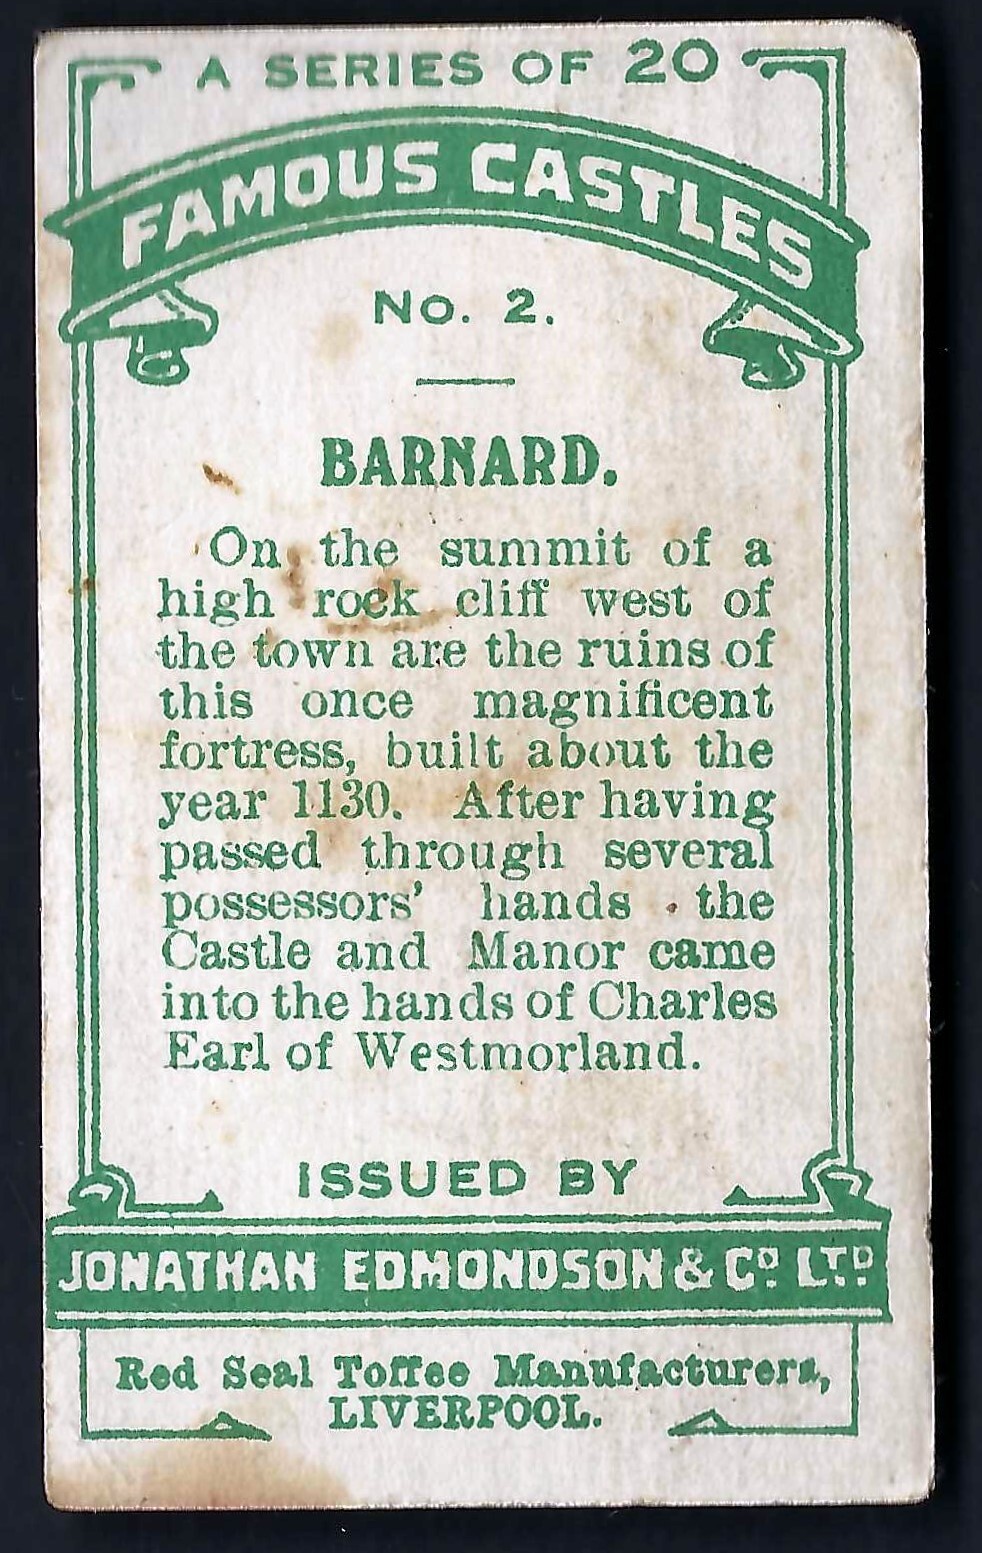 A SERIES OF 20
FAMOUS CASTLES
No. 2.
BARNARD.
On the summit of a
high rock cliff west of
the town are the ruins of
this once magnificent
fortress, built about the
year 1130. After having
passed through several
possessors' hands the
Castle and Manor came
into the hands of Charles
Earl of Westmorland.
ISSUED BY
JONATHAN EDMONDSON & Co. LTD.
Red Seal Toffee Manufacturers,
LIVERPOOL.